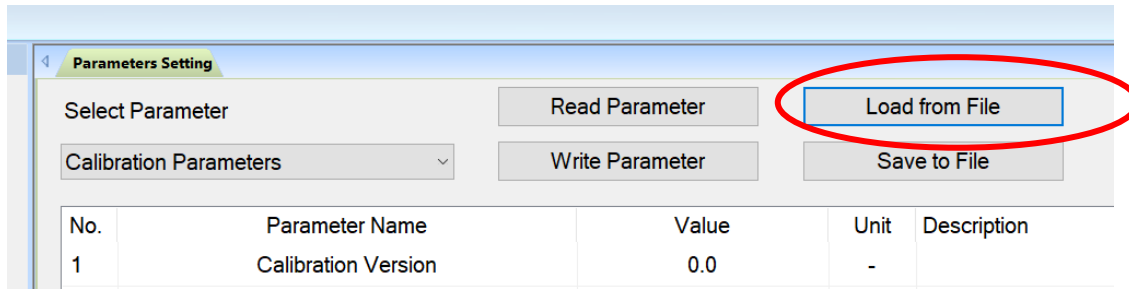 Parameters Setting
Select Parameter
Read Parameter
Load from File
Calibration Parameters
Write Parameter
Save to File
No. Parameter Name Value Unit Description
1 Calibration Version 0.0 -